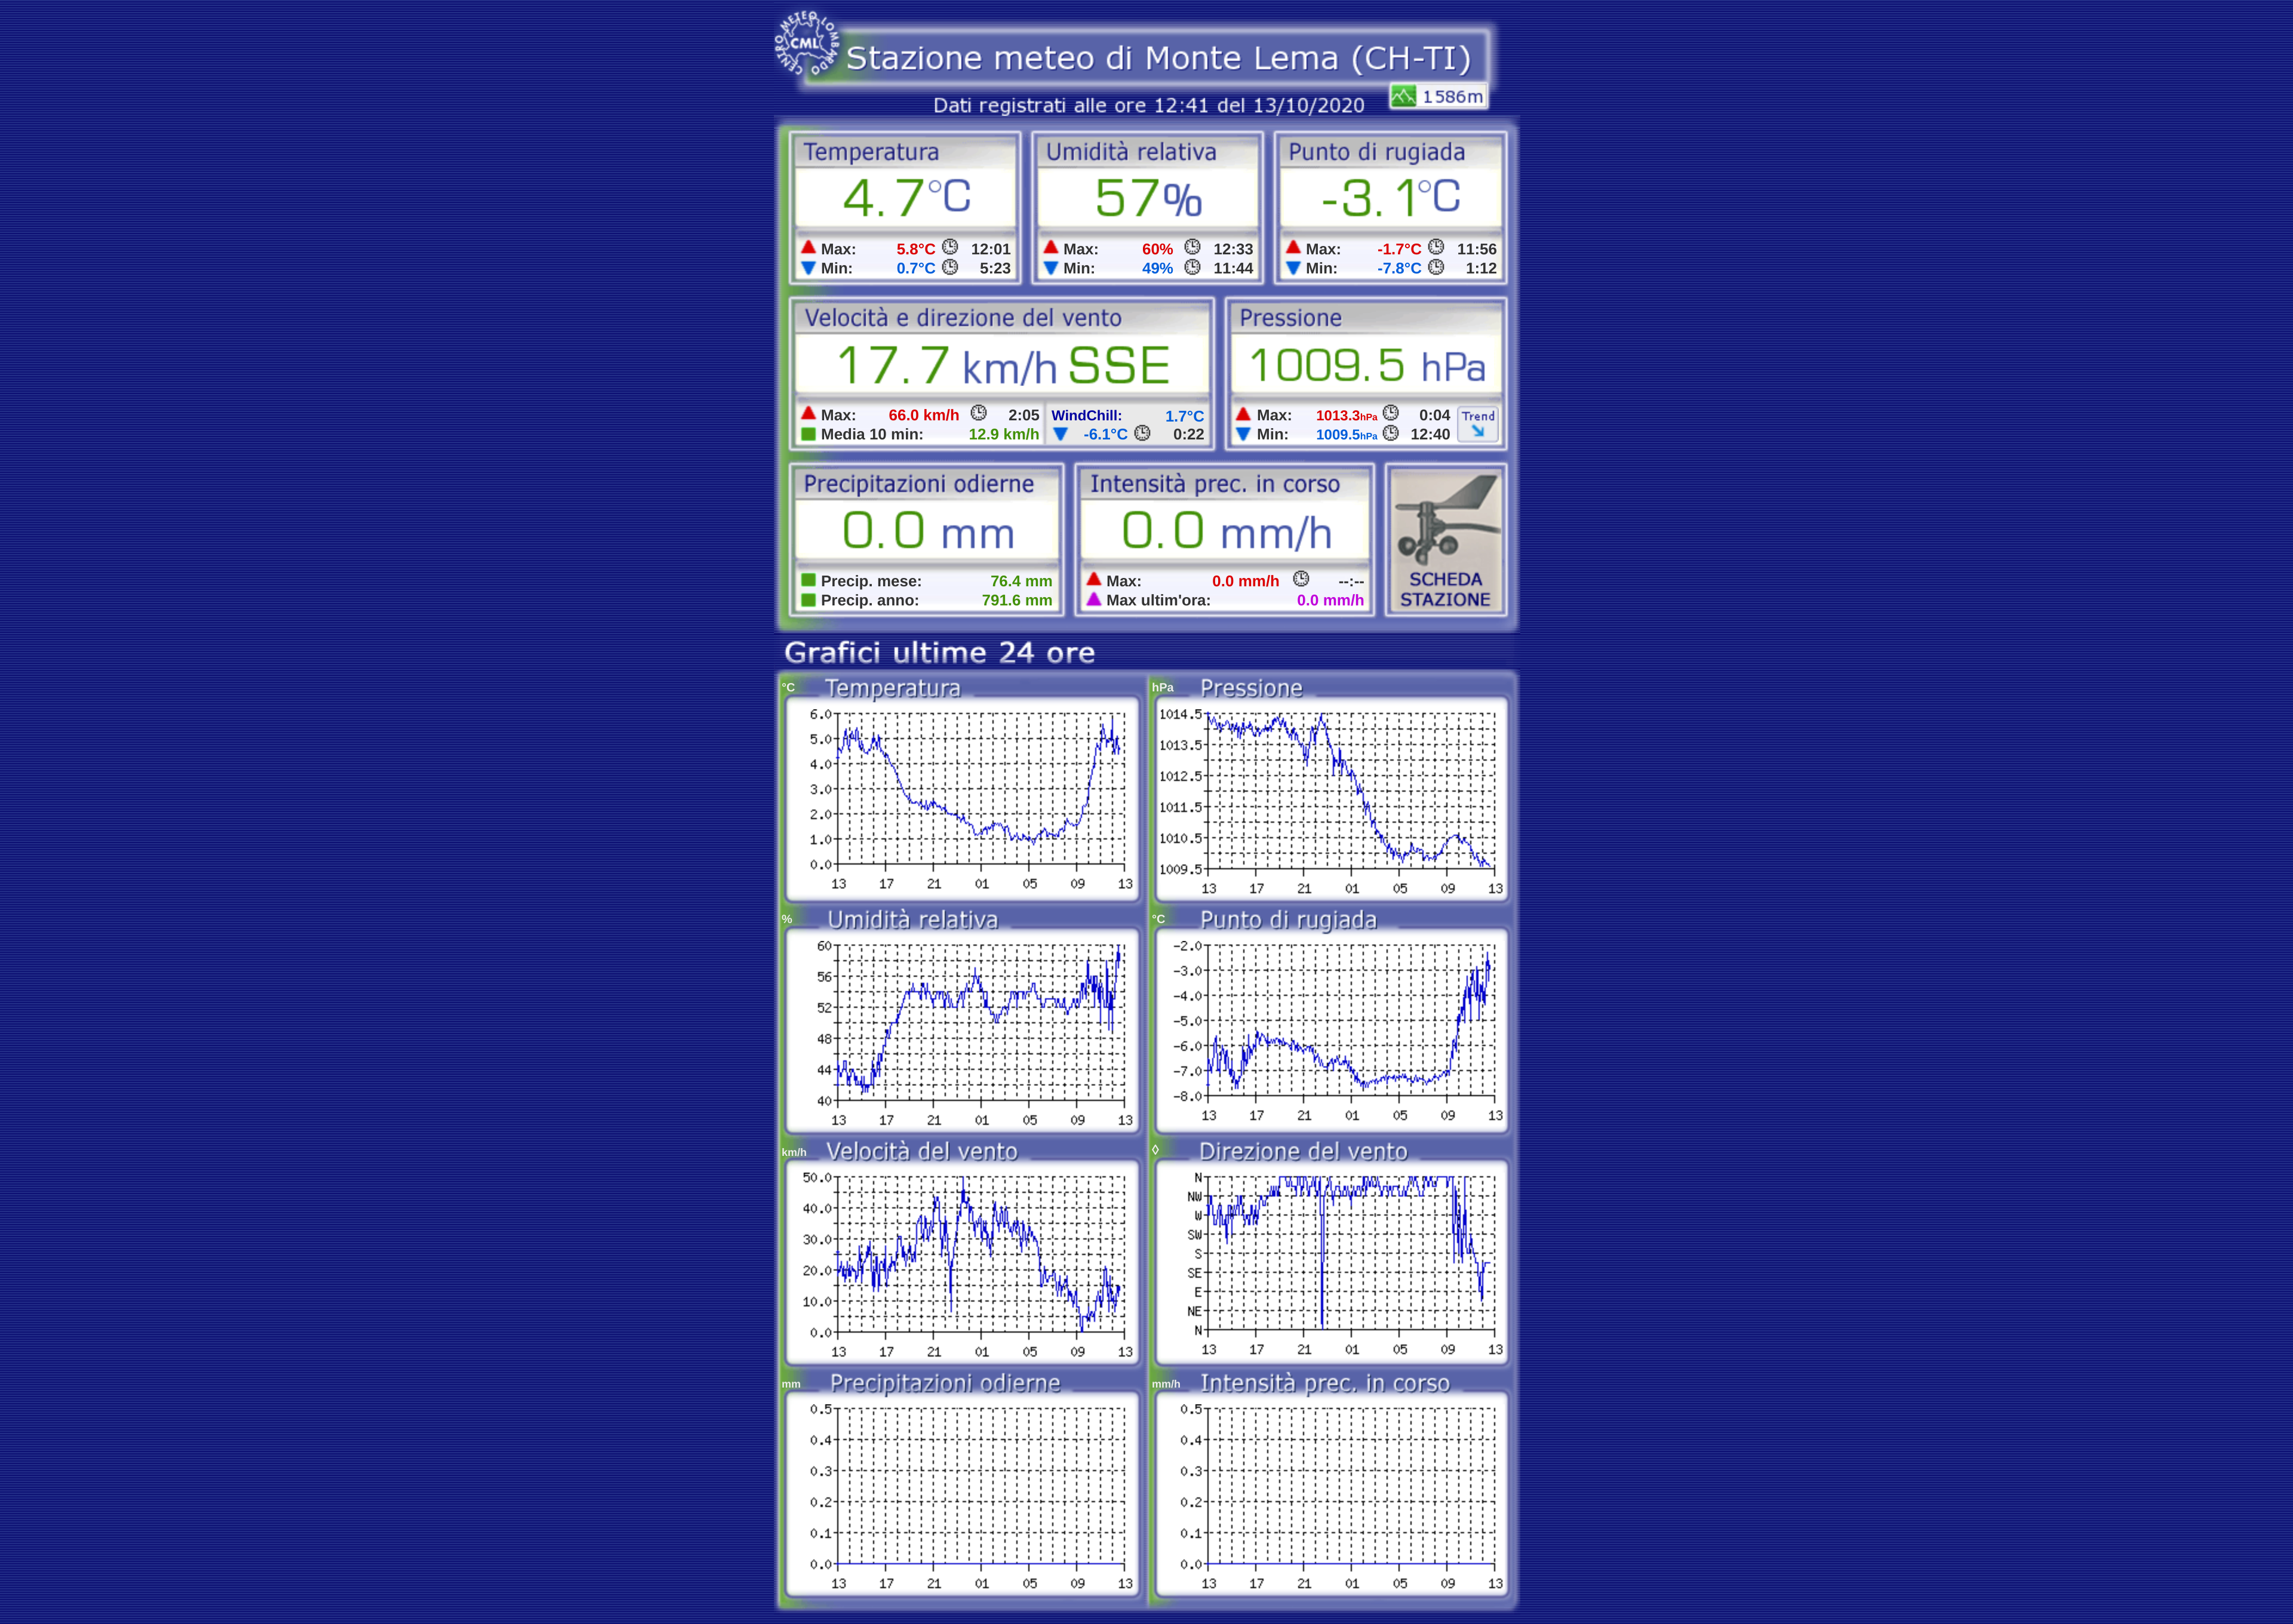 CENTRO METEO LOMBARDO
CML
Stazione meteo di Monte Lema (CH-TI)
1586m
Dati registrati alle ore 12:41 del 13/10/2020
Temperatura Umidità relativa Punto di rugiada
4.7°C 57% -3.1°C
Max: 5.8°C 12:01 Max: 60% 12:33 Max: -1.7°C 11:56
Min: 0.7°C 5:23 Min: 49% 11:44 Min: -7.8°C 1:12
Velocità e direzione del vento Pressione
17.7 km/h SSE 1009.5 hPa
Max: 66.0 km/h 2:05 WindChill: 1.7°C Max: 1013.3hPa 0:04 Trend
Media 10 min: 12.9 km/h -6.1°C 0:22 Min: 1009.5hPa 12:40
Precipitazioni odierne Intensità prec. in corso
0.0 mm 0.0 mm/h
Precip. mese: 76.4 mm Max: 0.0 mm/h --:-- SCHEDA
Precip. anno: 791.6 mm Max ultim'ora: 0.0 mm/h STAZIONE
Grafici ultime 24 ore
°C Temperatura
6.0
5.0
4.0
3.0
2.0
1.0
0.0
13 17 21 01 05 09 13
hPa Pressione
1014.5
1013.5
1012.5
1011.5
1010.5
1009.5
13 17 21 01 05 09 13
% Umidità relativa
60
56
52
48
44
40
13 17 21 01 05 09 13
°C Punto di rugiada
-2.0
-3.0
-4.0
-5.0
-6.0
-7.0
-8.0
13 17 21 01 05 09 13
km/h Velocità del vento
50.0
40.0
30.0
20.0
10.0
0.0
13 17 21 01 05 09 13
◊ Direzione del vento
N
NW
W
SW
S
SE
E
NE
N
13 17 21 01 05 09 13
mm Precipitazioni odierne
0.5
0.4
0.3
0.2
0.1
0.0
13 17 21 01 05 09 13
mm/h Intensità prec. in corso
0.5
0.4
0.3
0.2
0.1
0.0
13 17 21 01 05 09 13